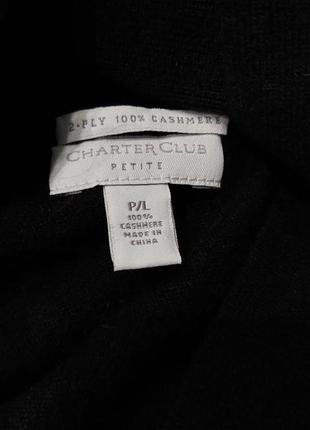 2-PLY 100% CASHMERE
CHARTER CLUB
PETITE
P/L
100%
CASHMERE
MADE IN
CHINA